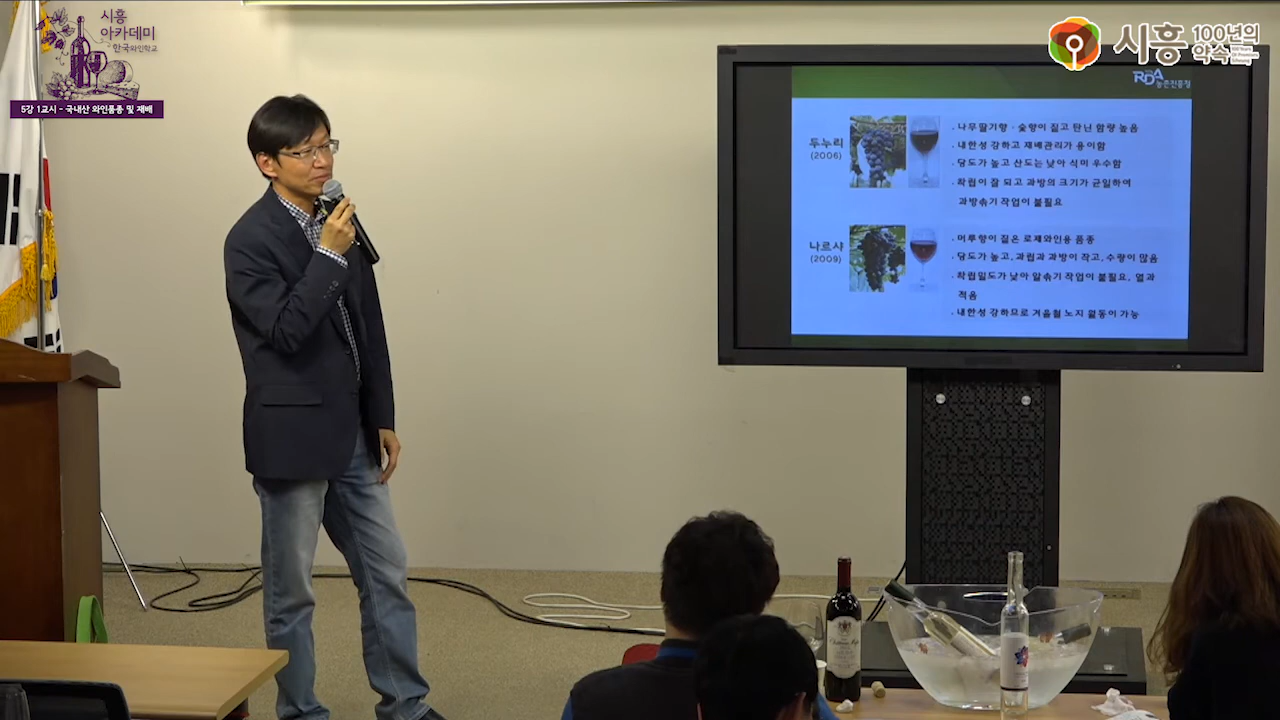 시흥
아카데미
한국와인학교
5강 1교시 - 국내산 와인품종 및 재배
시흥 100년의 약속
RDA 농촌진흥청
두누리
(2006)
· 나무딸기향 · 숯향이 짙고 탄닌 함량 높음
· 내한성 강하고 재배관리가 용이함
· 당도가 높고 산도는 낮아 식미 우수함
· 착립이 잘 되고 과방의 크기가 균일하여
과방솎기 작업이 불필요
나르샤
(2009)
· 머루향이 짙은 로제와인용 품종
· 당도가 높고, 과립과 과방이 작고, 수량이 많음
· 착립밀도가 낮아 알솎기 작업이 불필요, 열과
적음
· 내한성 강하므로 겨울철 노지 월동이 가능